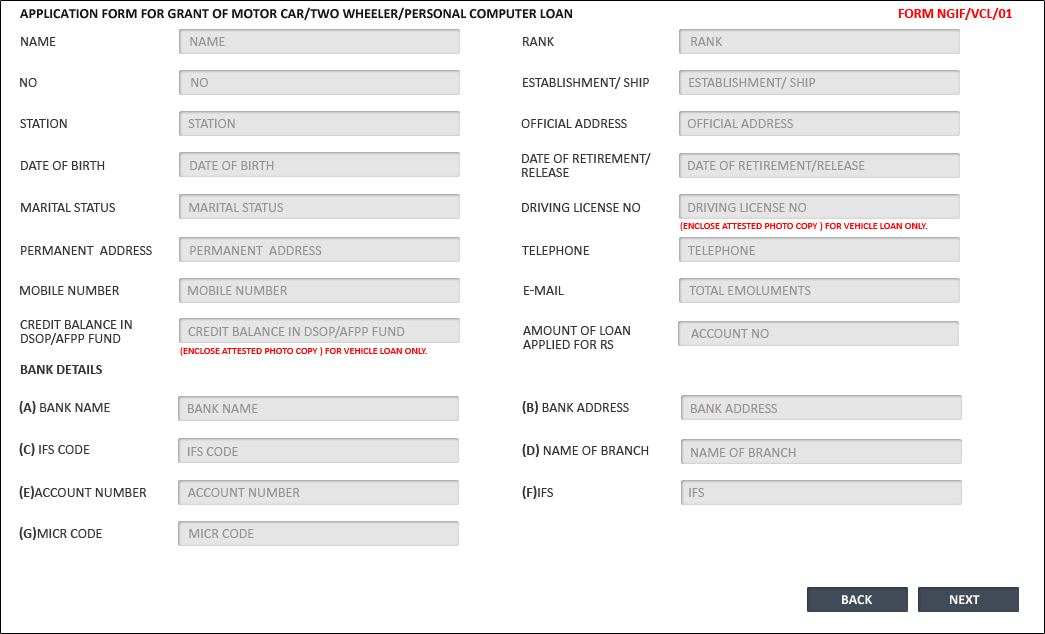 APPLICATION FORM FOR GRANT OF MOTOR CAR/TWO WHEELER/PERSONAL COMPUTER LOAN
FORM NGIF/VCL/01
NAME
NAME
RANK
RANK
NO
NO
ESTABLISHMENT/ SHIP
ESTABLISHMENT/ SHIP
STATION
STATION
OFFICIAL ADDRESS
OFFICIAL ADDRESS
DATE OF BIRTH
DATE OF BIRTH
DATE OF RETIREMENT/
RELEASE
DATE OF RETIREMENT/RELEASE
MARITAL STATUS
MARITAL STATUS
DRIVING LICENSE NO
DRIVING LICENSE NO
(ENCLOSE ATTESTED PHOTO COPY ) FOR VEHICLE LOAN ONLY.
PERMANENT  ADDRESS
PERMANENT  ADDRESS
TELEPHONE
TELEPHONE
MOBILE NUMBER
MOBILE NUMBER
E-MAIL
TOTAL EMOLUMENTS
CREDIT BALANCE IN
DSOP/AFPP FUND
CREDIT BALANCE IN DSOP/AFPP FUND
(ENCLOSE ATTESTED PHOTO COPY ) FOR VEHICLE LOAN ONLY.
AMOUNT OF LOAN
APPLIED FOR RS
ACCOUNT NO
BANK DETAILS
(A) BANK NAME
BANK NAME
(B) BANK ADDRESS
BANK ADDRESS
(C) IFS CODE
IFS CODE
(D) NAME OF BRANCH
NAME OF BRANCH
(E)ACCOUNT NUMBER
ACCOUNT NUMBER
(F)IFS
IFS
(G)MICR CODE
MICR CODE
BACK
NEXT